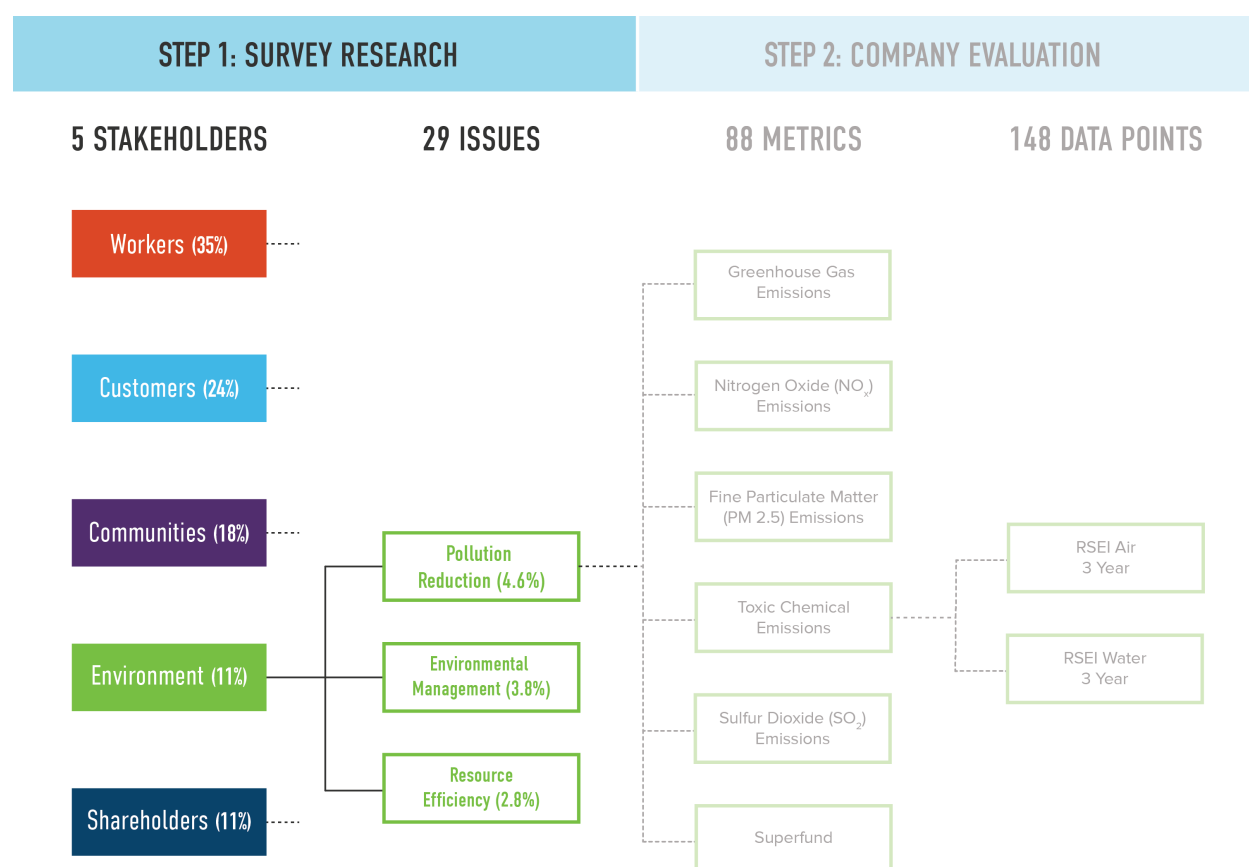 STEP 1: SURVEY RESEARCH
STEP 2: COMPANY EVALUATION
5 STAKEHOLDERS
29 ISSUES
88 METRICS
148 DATA POINTS
Workers (35%)
Customers (24%)
Communities (18%)
Environment (11%)
Shareholders (11%)
Pollution
Reduction (4.6%)
Environmental
Management (3.8%)
Resource
Efficiency (2.8%)
Greenhouse Gas
Emissions
Nitrogen Oxide (NOₓ)
Emissions
Fine Particulate Matter
(PM 2.5) Emissions
Toxic Chemical
Emissions
Sulfur Dioxide (SO₂)
Emissions
Superfund
RSEI Air
3 Year
RSEI Water
3 Year